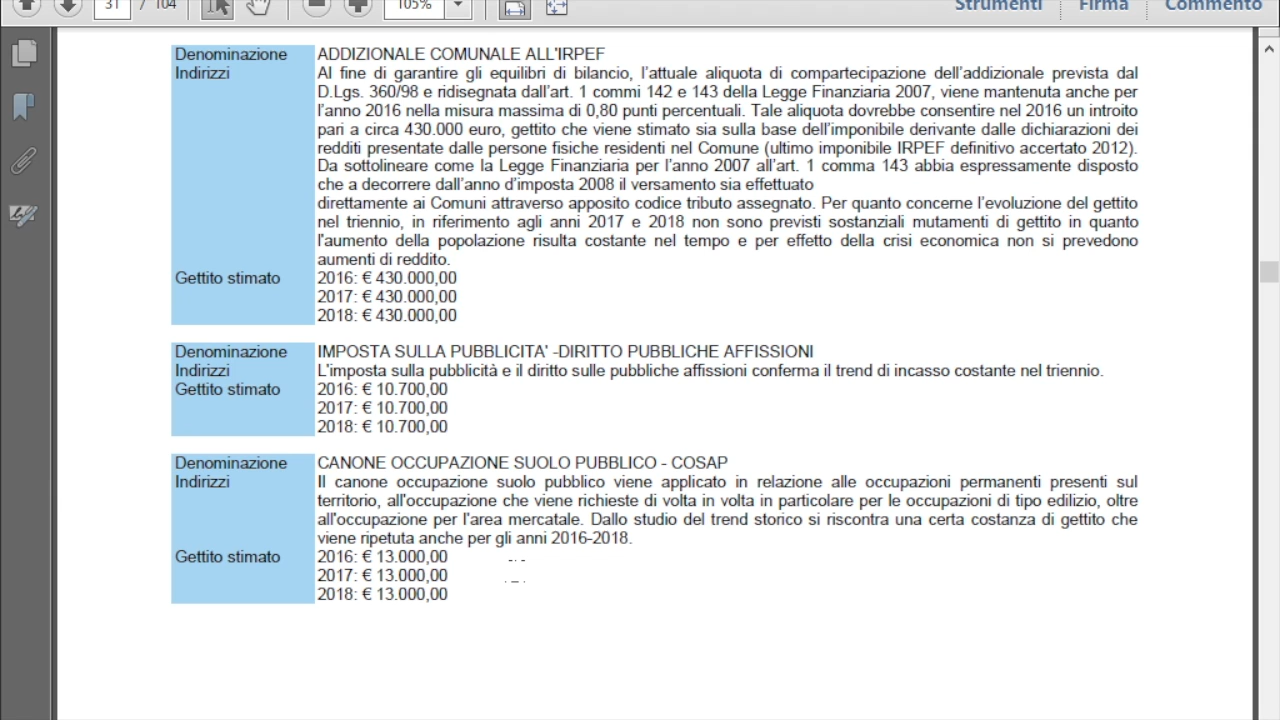 31 / 104 105% Strumenti Firma Commento
Denominazione ADDIZIONALE COMUNALE ALL'IRPEF
Indirizzi Al fine di garantire gli equilibri di bilancio, l'attuale aliquota di compartecipazione dell'addizionale prevista dal
D.Lgs. 360/98 e ridisegnata dall'art. 1 commi 142 e 143 della Legge Finanziaria 2007, viene mantenuta anche per
l'anno 2016 nella misura massima di 0,80 punti percentuali. Tale aliquota dovrebbe consentire nel 2016 un introito
pari a circa 430.000 euro, gettito che viene stimato sia sulla base dell'imponibile derivante dalle dichiarazioni dei
redditi presentate dalle persone fisiche residenti nel Comune (ultimo imponibile IRPEF definitivo accertato 2012).
Da sottolineare come la Legge Finanziaria per l'anno 2007 all'art. 1 comma 143 abbia espressamente disposto
che a decorrere dall'anno d'imposta 2008 il versamento sia effettuato
direttamente ai Comuni attraverso apposito codice tributo assegnato. Per quanto concerne l'evoluzione del gettito
nel triennio, in riferimento agli anni 2017 e 2018 non sono previsti sostanziali mutamenti di gettito in quanto
l'aumento della popolazione risulta costante nel tempo e per effetto della crisi economica non si prevedono
aumenti di reddito.
Gettito stimato 2016: € 430.000,00
2017: € 430.000,00
2018: € 430.000,00
Denominazione IMPOSTA SULLA PUBBLICITA' -DIRITTO PUBBLICHE AFFISSIONI
Indirizzi L'imposta sulla pubblicità e il diritto sulle pubbliche affissioni conferma il trend di incasso costante nel triennio.
Gettito stimato 2016: € 10.700,00
2017: € 10.700,00
2018: € 10.700,00
Denominazione CANONE OCCUPAZIONE SUOLO PUBBLICO - COSAP
Indirizzi Il canone occupazione suolo pubblico viene applicato in relazione alle occupazioni permanenti presenti sul
territorio, all'occupazione che viene richieste di volta in volta in particolare per le occupazioni di tipo edilizio, oltre
all'occupazione per l'area mercatale. Dallo studio del trend storico si riscontra una certa costanza di gettito che
viene ripetuta anche per gli anni 2016-2018.
Gettito stimato 2016: € 13.000,00
2017: € 13.000,00
2018: € 13.000,00